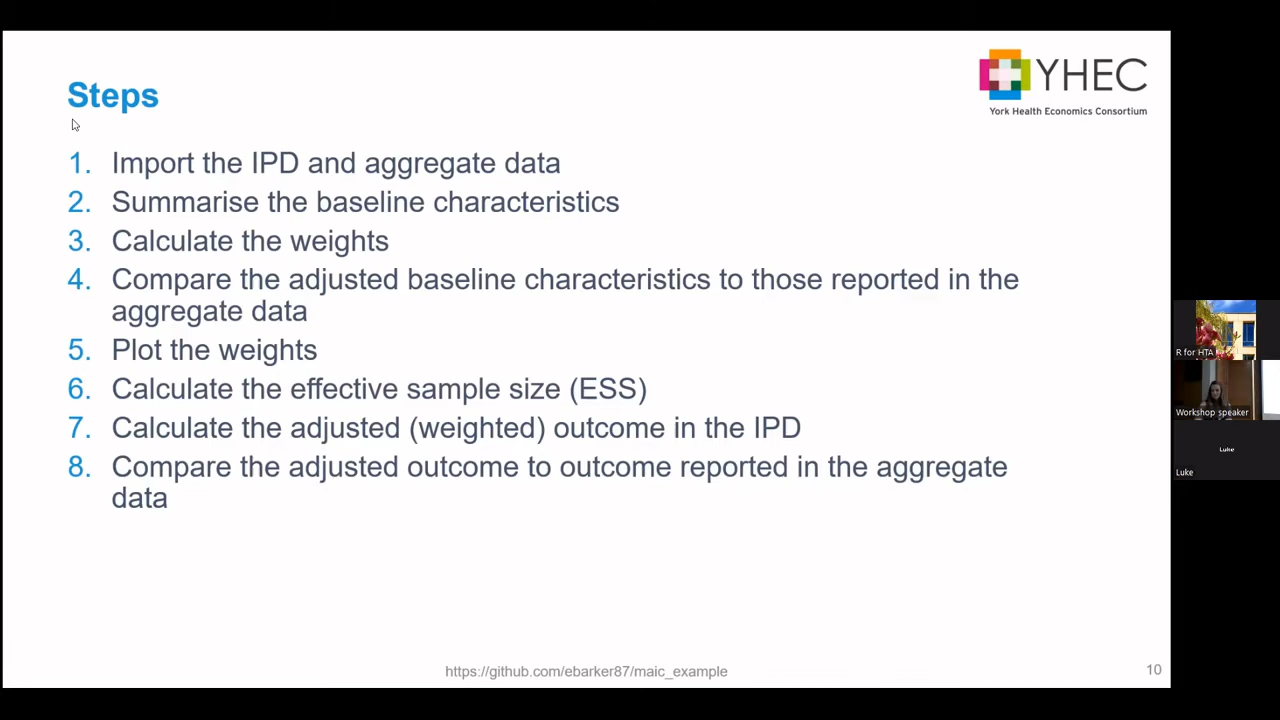 Steps
YHEC
York Health Economics Consortium
1. Import the IPD and aggregate data
2. Summarise the baseline characteristics
3. Calculate the weights
4. Compare the adjusted baseline characteristics to those reported in the
aggregate data
5. Plot the weights
6. Calculate the effective sample size (ESS)
7. Calculate the adjusted (weighted) outcome in the IPD
8. Compare the adjusted outcome to outcome reported in the aggregate
data
https://github.com/ebarker87/maic_example
10
R for HTA
Workshop speaker
Luke
Luke